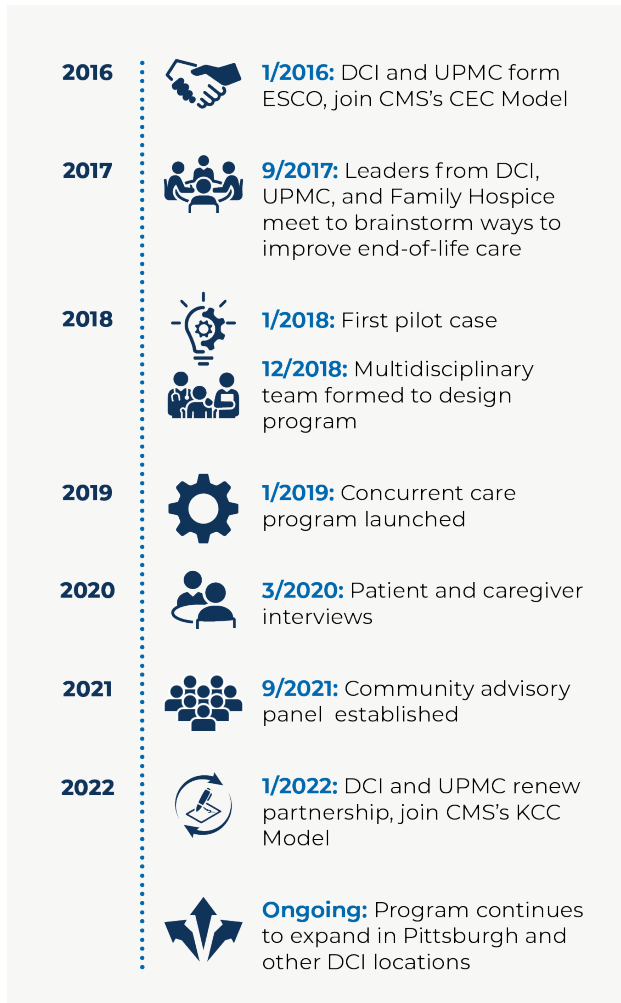 2016
1/2016: DCI and UPMC form
ESCO, join CMS's CEC Model
2017
9/2017: Leaders from DCI,
UPMC, and Family Hospice
meet to brainstorm ways to
improve end-of-life care
2018
1/2018: First pilot case
12/2018: Multidisciplinary
team formed to design
program
2019
1/2019: Concurrent care
program launched
2020
3/2020: Patient and caregiver
interviews
2021
9/2021: Community advisory
panel established
2022
1/2022: DCI and UPMC renew
partnership, join CMS's KCC
Model
Ongoing: Program continues
to expand in Pittsburgh and
other DCI locations